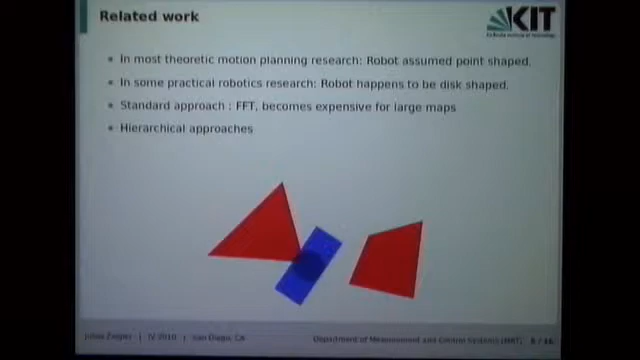 Related work
KIT
In most theoretic motion planning research: Robot assumed point shaped.
In some practical robotics research: Robot happens to be disk shaped.
Standard approach : FFT, becomes expensive for large maps
Hierarchical approaches
Julius Ziegler | IV 2010 | San Diego, CA
Department of Measurement and Control Systems (MRT)